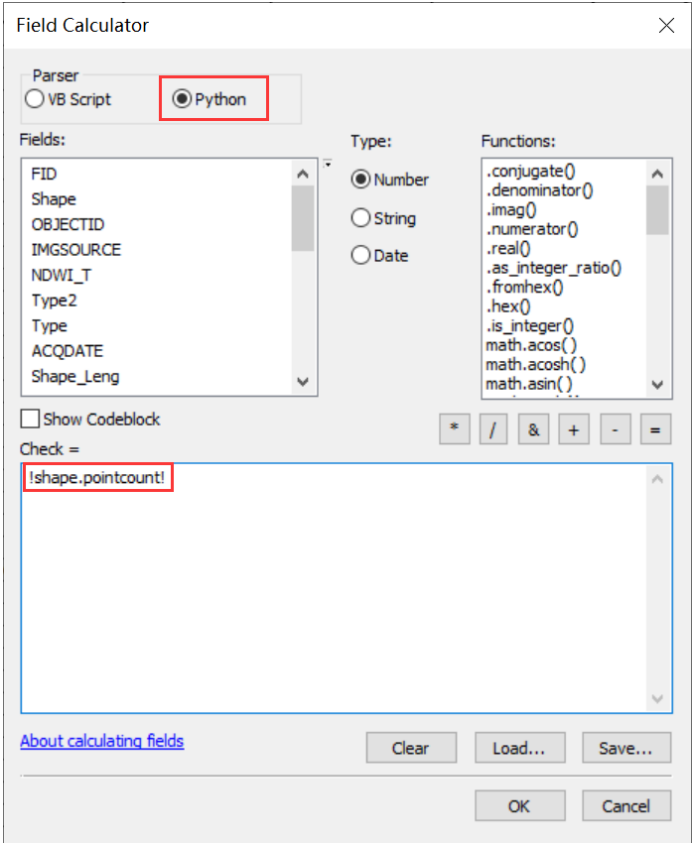 Field Calculator
Parser
VB Script
Python
Fields:
Type:
Functions:
FID
Shape
OBJECTID
IMGSOURCE
NDWI_T
Type2
Type
ACQDATE
Shape_Leng
Number
String
Date
.conjugate()
.denominator()
.imag()
.numerator()
.real()
.as_integer_ratio()
.fromhex()
.hex()
.is_integer()
math.acos( )
math.acosh( )
math.asin( )
Show Codeblock
* / & + - =
Check =
!shape.pointcount!
About calculating fields
Clear
Load...
Save...
OK
Cancel